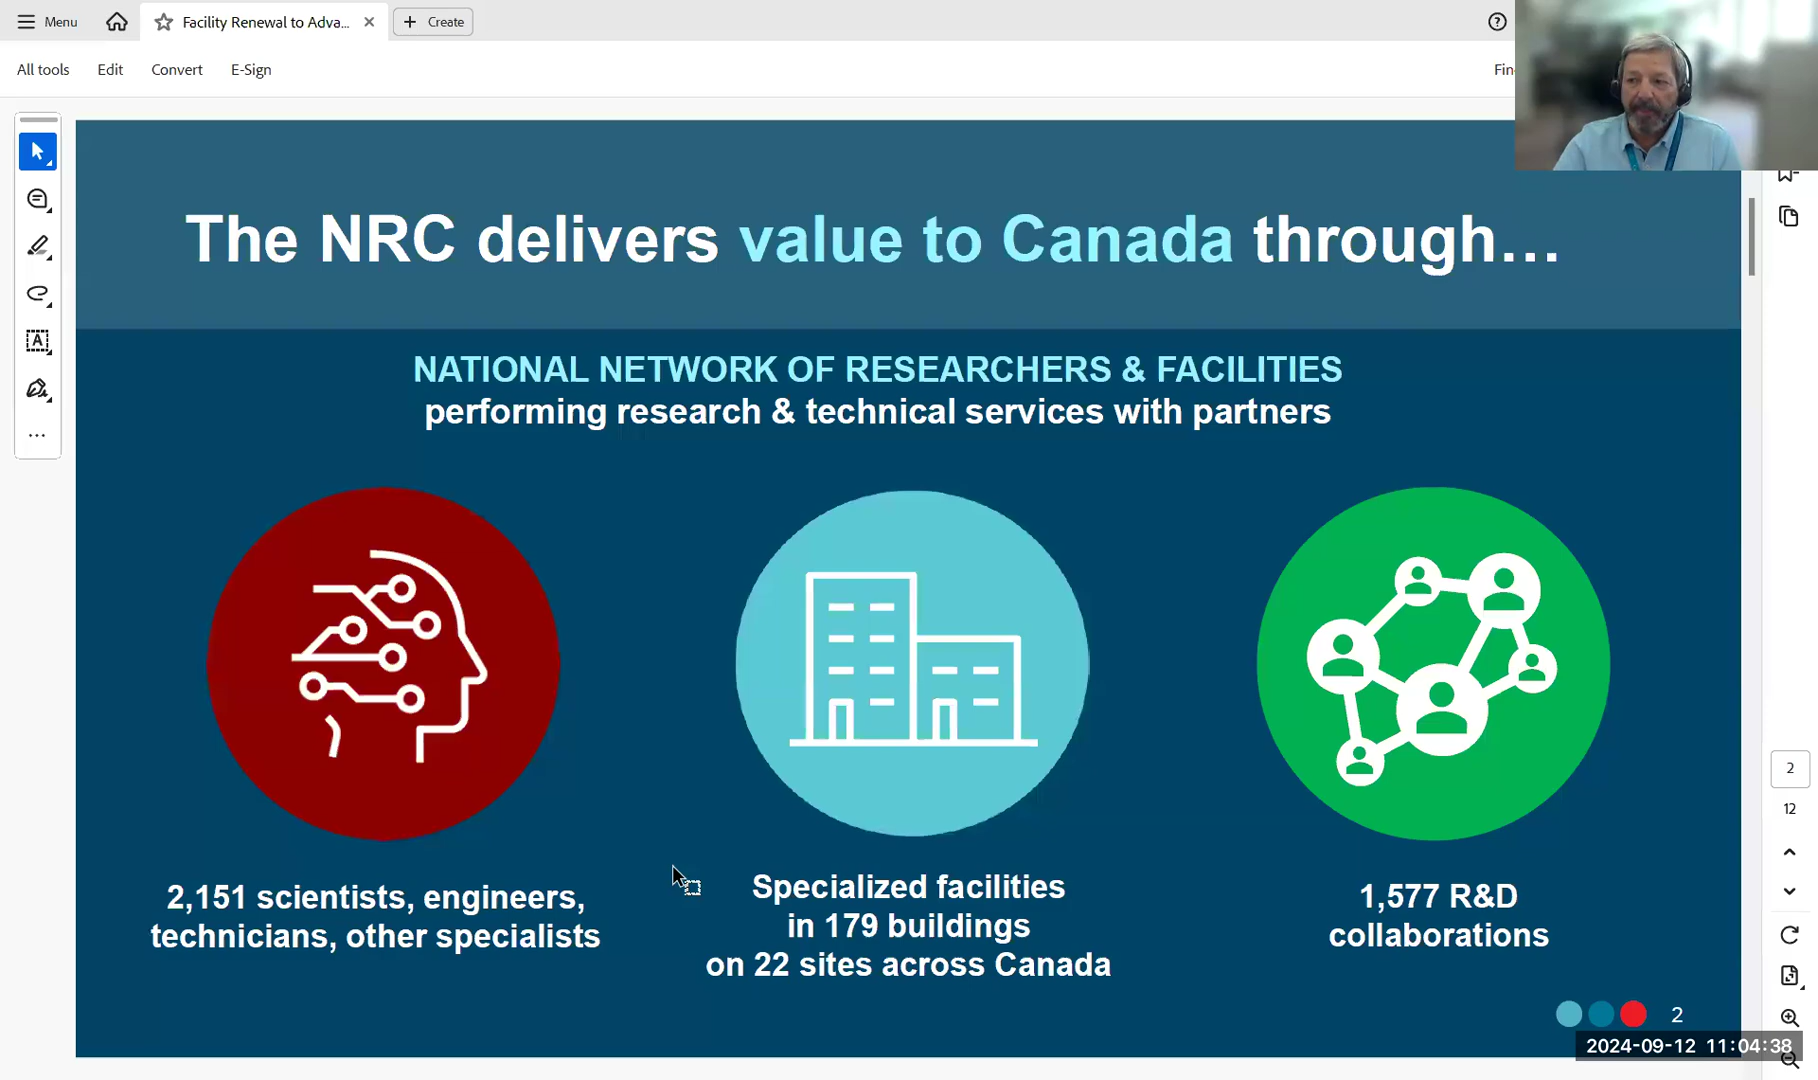 Menu
Facility Renewal to Adva...
Create
All tools
Edit
Convert
E-Sign
The NRC delivers value to Canada through...
NATIONAL NETWORK OF RESEARCHERS & FACILITIES
performing research & technical services with partners
2,151 scientists, engineers,
technicians, other specialists
Specialized facilities
in 179 buildings
on 22 sites across Canada
1,577 R&D
collaborations
2
2
12
2024-09-12 11:04:38